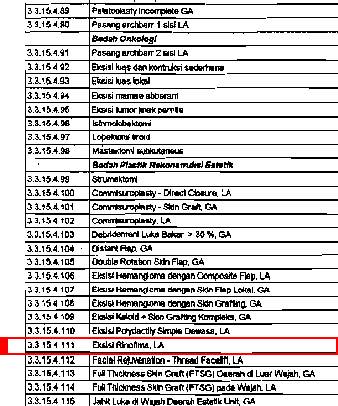 3.3.15.4.89 Palatoplasty Incomplete GA
3.3.15.4.90 Pasang archbarr 1 sisi LA
Bedah Onkologi
3.3.15.4.91 Pasang archbarr 2 sisi LA
3.3.15.4.92 Eksisi luas dan kontruksi sederhana
3.3.15.4.93 Eksisi luas lokal
3.3.15.4.94 Eksisi mamae abberant
3.3.15.4.95 Eksisi tumor jinak parotis
3.3.15.4.96 Ismolobektomi
3.3.15.4.97 Lopektomi tiroid
3.3.15.4.98 Mastektomi subkutaneus
Bedah Plastik Rekonstruksi Estetik
3.3.15.4.99 Strumektomi
3.3.15.4.100 Commisuroplasty - Direct Closure, LA
3.3.15.4.101 Commisuroplasty - Skin Graft, GA
3.3.15.4.102 Commisuroplasty, LA
3.3.15.4.103 Debridement Luka Bakar > 30 %, GA
3.3.15.4.104 Distant Flap, GA
3.3.15.4.105 Double Rotation Skin Flap, GA
3.3.15.4.106 Eksisi Hemangioma dengan Composite Flap, LA
3.3.15.4.107 Eksisi Hemangioma dengan Skin Flap Lokal, GA
3.3.15.4.108 Eksisi Hemangioma dengan Skin Grafting, GA
3.3.15.4.109 Eksisi Keloid + Skin Grafting Kompleks, GA
3.3.15.4.110 Eksisi Polydactily Simple Dewasa, LA
3.3.15.4.111 Eksisi Rinofima, LA
3.3.15.4.112 Facial Rejuvenation - Thread Facelift, LA
3.3.15.4.113 Full Thickness Skin Graft (FTSG) Daerah di Luar Wajah, GA
3.3.15.4.114 Full Thickness Skin Graft (FTSG) pada Wajah, LA
3.3.15.4.115 Jahit Luka di Wajah Daerah Estetik Unit, GA